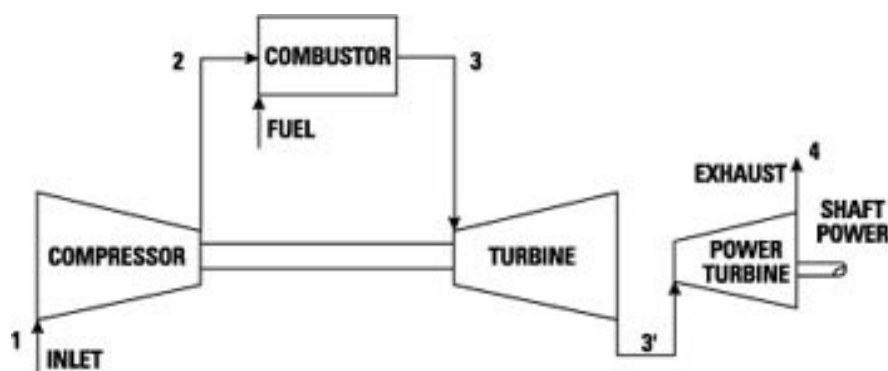 2
COMBUSTOR
3
FUEL
COMPRESSOR
TURBINE
4
EXHAUST
SHAFT
POWER
POWER
TURBINE
1
INLET
3'